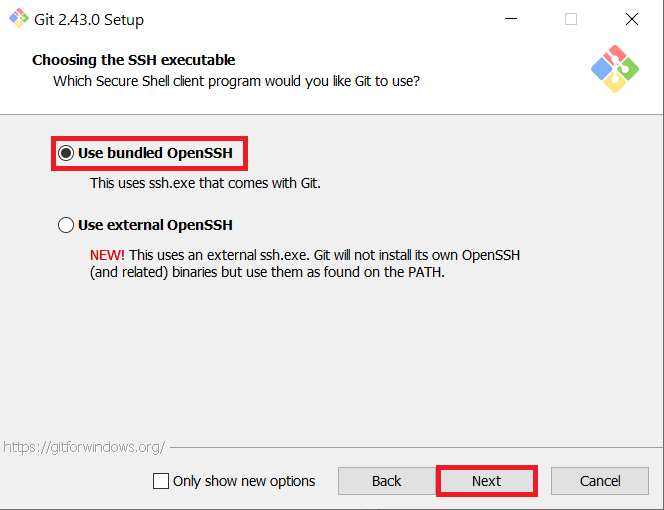 Git 2.43.0 Setup
Choosing the SSH executable
Which Secure Shell client program would you like Git to use?
Use bundled OpenSSH
This uses ssh.exe that comes with Git.
Use external OpenSSH
NEW! This uses an external ssh.exe. Git will not install its own OpenSSH
(and related) binaries but use them as found on the PATH.
https://gitforwindows.org/
Only show new options
Back
Next
Cancel